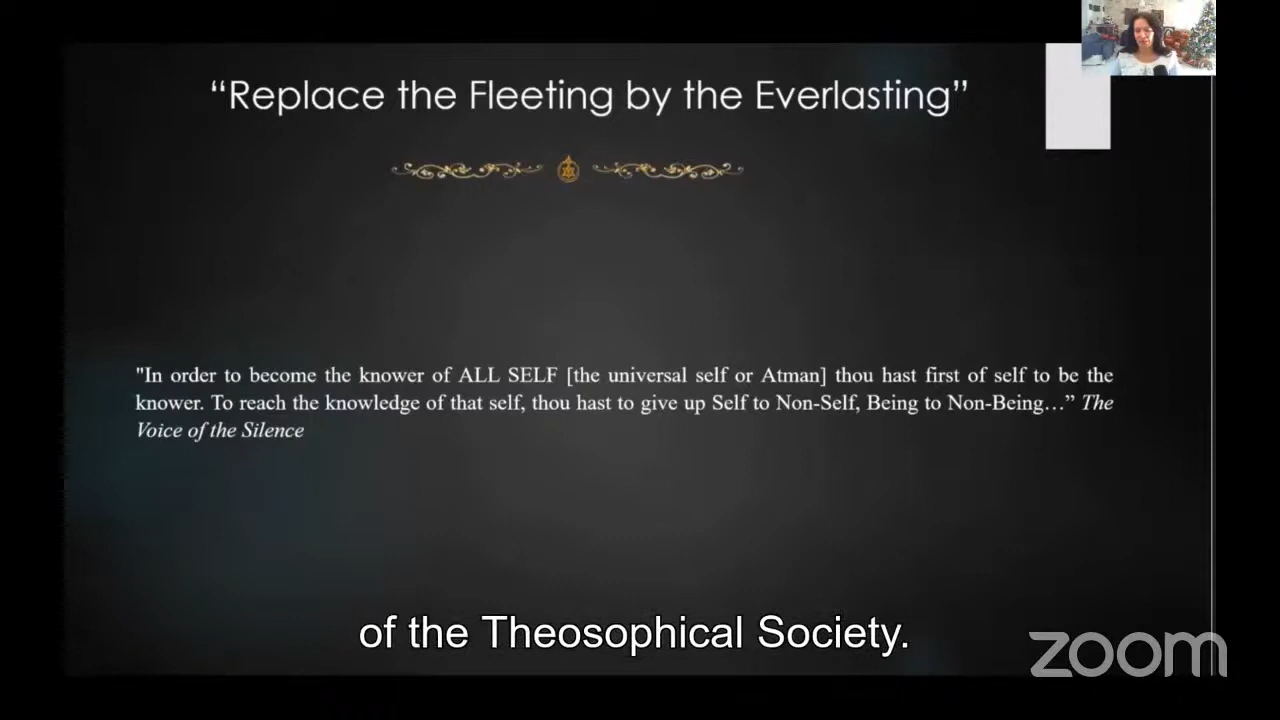 “Replace the Fleeting by the Everlasting”
"In order to become the knower of ALL SELF [the universal self or Atman] thou hast first of self to be the
knower. To reach the knowledge of that self, thou hast to give up Self to Non-Self, Being to Non-Being…” The
Voice of the Silence
of the Theosophical Society.
zoom